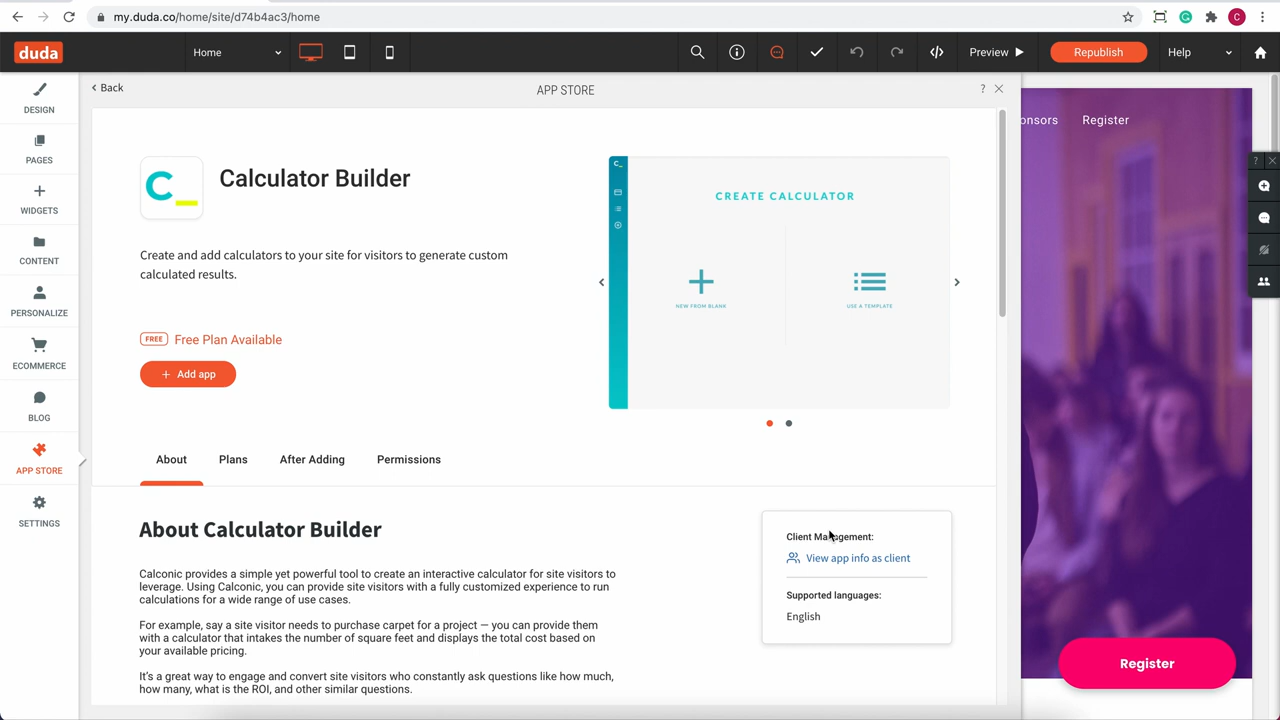 my.duda.co/home/site/d74b4ac3/home
C
duda
Home
Preview
Republish
Help
DESIGN
PAGES
WIDGETS
CONTENT
PERSONALIZE
ECOMMERCE
BLOG
APP STORE
SETTINGS
Back
APP STORE
?
C_
Calculator Builder
Create and add calculators to your site for visitors to generate custom
calculated results.
FREE Free Plan Available
+ Add app
C_
CREATE CALCULATOR
NEW FROM BLANK
USE A TEMPLATE
About
Plans
After Adding
Permissions
About Calculator Builder
Calconic provides a simple yet powerful tool to create an interactive calculator for site visitors to
leverage. Using Calconic, you can provide site visitors with a fully customized experience to run
calculations for a wide range of use cases.
For example, say a site visitor needs to purchase carpet for a project — you can provide them
with a calculator that intakes the number of square feet and displays the total cost based on
your available pricing.
It's a great way to engage and convert site visitors who constantly ask questions like how much,
how many, what is the ROI, and other similar questions.
Client Management:
View app info as client
Supported languages:
English
onsors
Register
?
Register